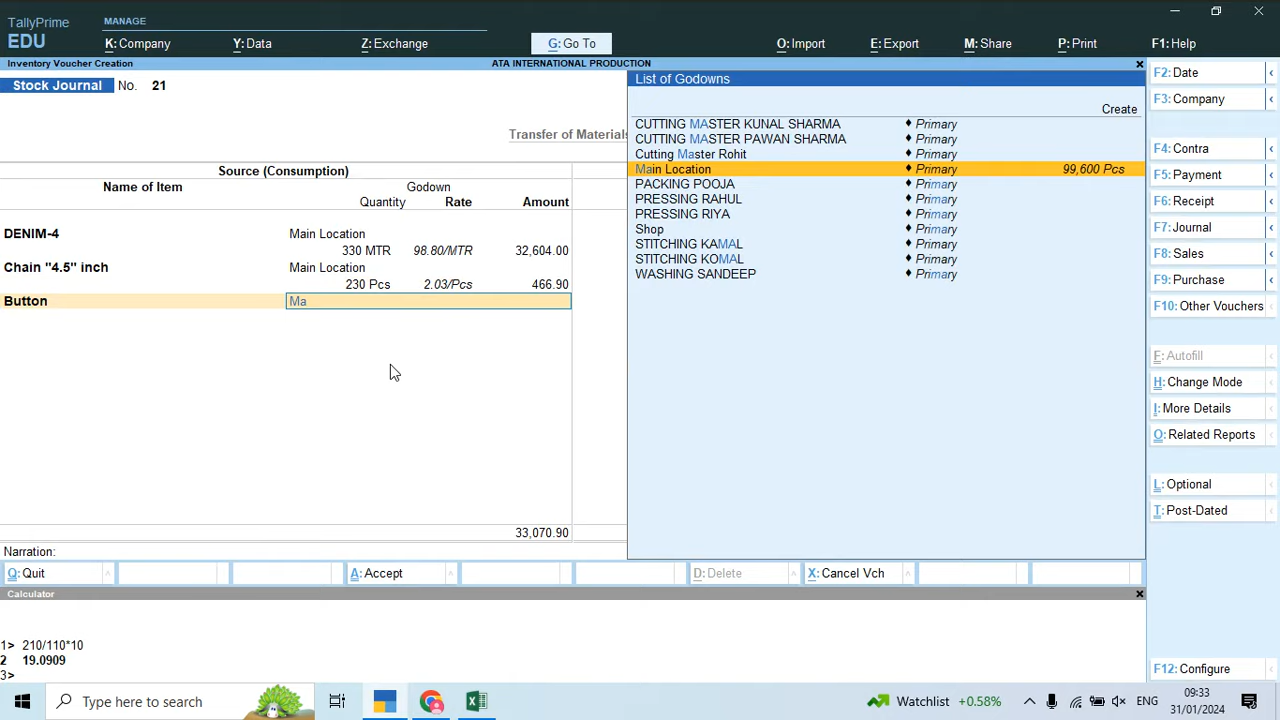 TallyPrime
EDU
MANAGE
K: Company
Y: Data
Z: Exchange
G: Go To
O: Import
E: Export
M: Share
P: Print
F1: Help
Inventory Voucher Creation
ATA INTERNATIONAL PRODUCTION
Stock Journal No. 21
Transfer of Materials
Source (Consumption)
Name of Item
Godown
Quantity
Rate
Amount
DENIM-4
Main Location
330 MTR 98.80/MTR 32,604.00
Chain "4.5" inch
Main Location
230 Pcs 2.03/Pcs 466.90
Button
Ma
33,070.90
Narration:
List of Godowns
Create
CUTTING MASTER KUNAL SHARMA ♦ Primary
CUTTING MASTER PAWAN SHARMA ♦ Primary
Cutting Master Rohit ♦ Primary
Main Location ♦ Primary 99,600 Pcs
PACKING POOJA ♦ Primary
PRESSING RAHUL ♦ Primary
PRESSING RIYA ♦ Primary
Shop ♦ Primary
STITCHING KAMAL ♦ Primary
STITCHING KOMAL ♦ Primary
WASHING SANDEEP ♦ Primary
F2: Date
F3: Company
F4: Contra
F5: Payment
F6: Receipt
F7: Journal
F8: Sales
F9: Purchase
F10: Other Vouchers
F: Autofill
H: Change Mode
I: More Details
O: Related Reports
L: Optional
T: Post-Dated
F12: Configure
Q: Quit
A: Accept
D: Delete
X: Cancel Vch
Calculator
1> 210/110*10
2 19.0909
3>
Type here to search
Watchlist +0.58%
ENG
09:33
31/01/2024